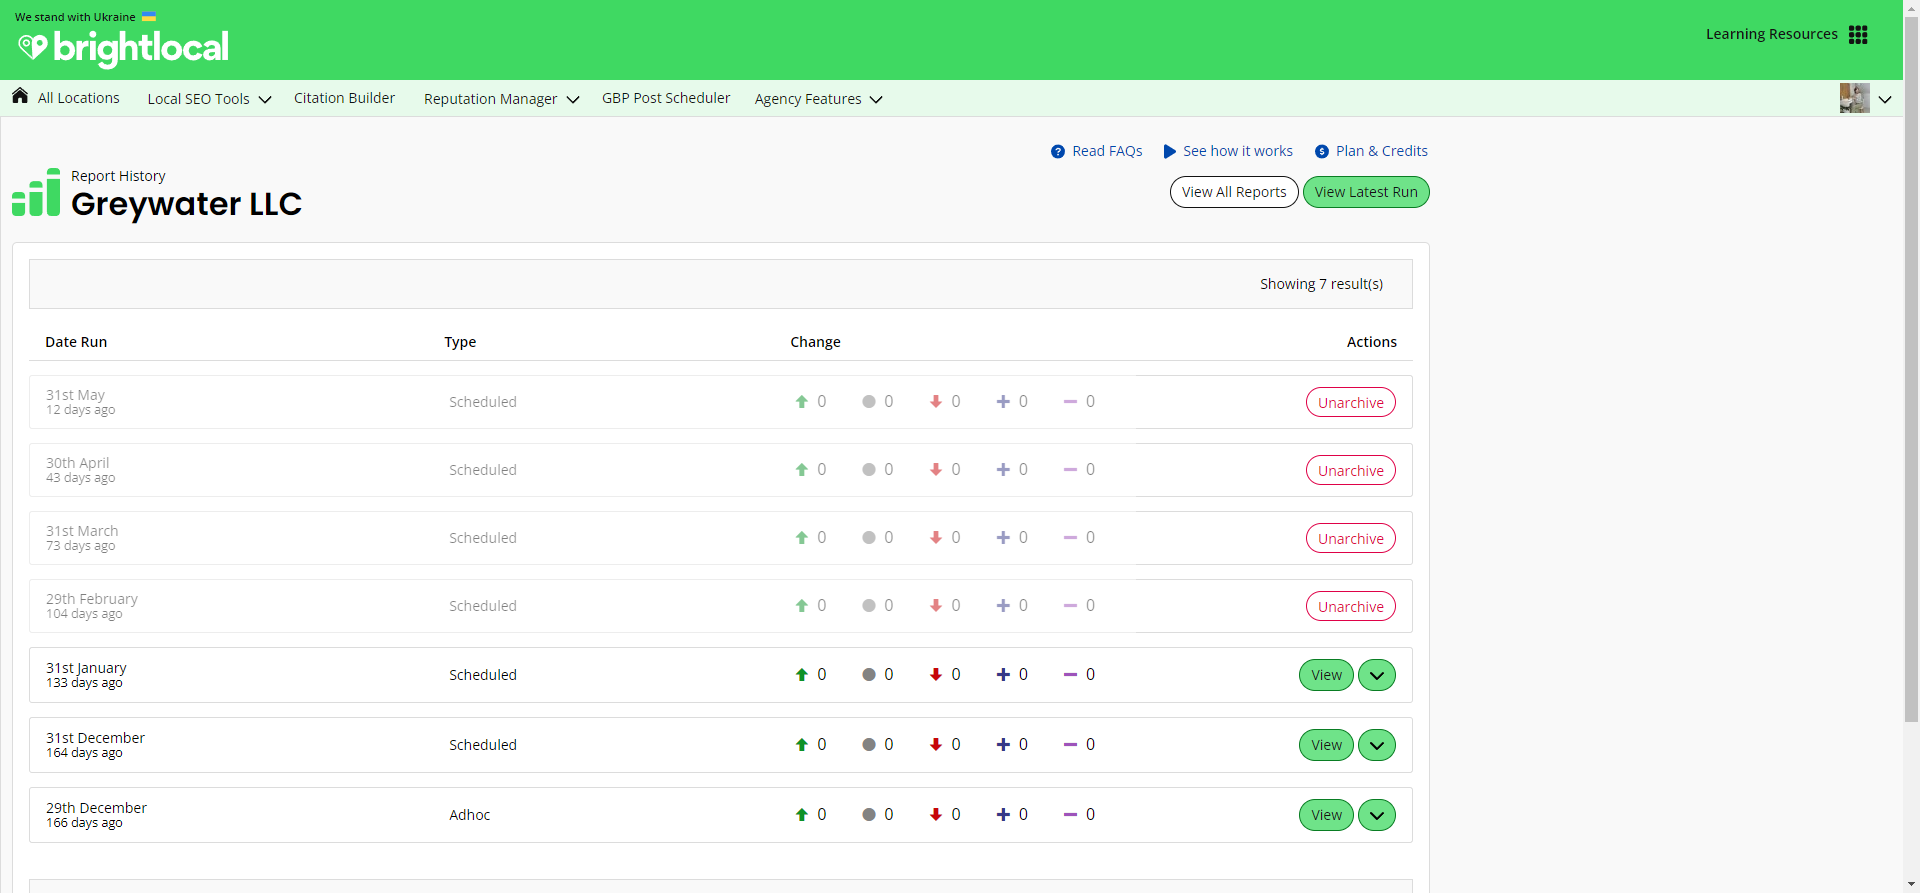 We stand with Ukraine
brightlocal
Learning Resources
All Locations Local SEO Tools Citation Builder Reputation Manager GBP Post Scheduler Agency Features
Read FAQs See how it works Plan & Credits
Report History
Greywater LLC
View All Reports View Latest Run
Showing 7 result(s)
Date Run Type Change Actions
31st May
12 days ago
Scheduled 0 0 0 0 0 Unarchive
30th April
43 days ago
Scheduled 0 0 0 0 0 Unarchive
31st March
73 days ago
Scheduled 0 0 0 0 0 Unarchive
29th February
104 days ago
Scheduled 0 0 0 0 0 Unarchive
31st January
133 days ago
Scheduled 0 0 0 0 0 View
31st December
164 days ago
Scheduled 0 0 0 0 0 View
29th December
166 days ago
Adhoc 0 0 0 0 0 View